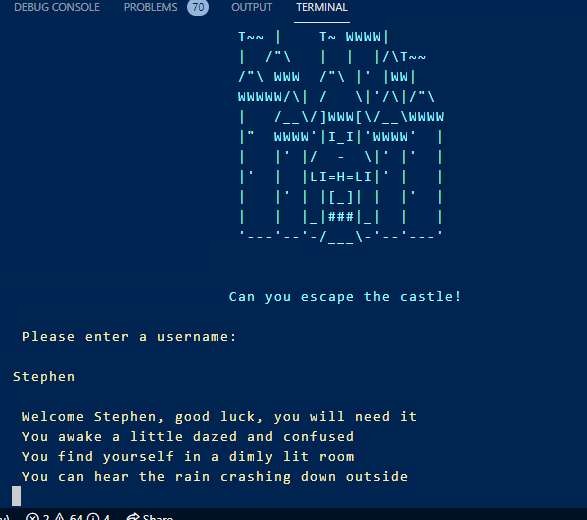 DEBUG CONSOLE PROBLEMS 70 OUTPUT TERMINAL
T~~ |    T~ WWWW|
|  /"\   |  |  |/\T~~
/"\ WWW  /"\ |' |WW|
WWWWW/\| /   \|'/\|/"\
|   /__\/]WWW[\/__\WWWW
|"  WWWW'|I_I|'WWWW'  |
|   |' |/  -  \|' |'  |
|'  |  |LI=H=LI|' |   |
|   |' | |[_]| |  |'  |
|   |  |_|###|_|  |   |
'---'--'-/___\-'--'---'
Can you escape the castle!
Please enter a username:
Stephen
Welcome Stephen, good luck, you will need it
You awake a little dazed and confused
You find yourself in a dimly lit room
You can hear the rain crashing down outside
2 64 4 Share